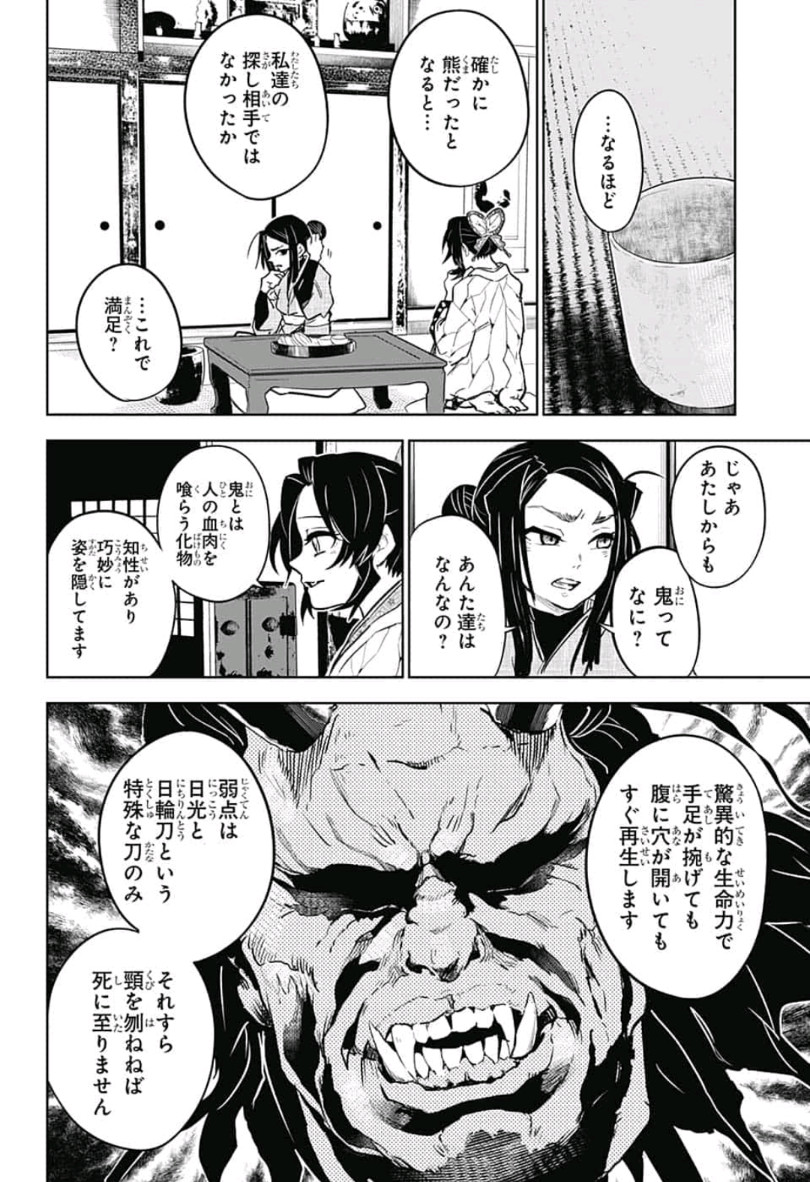 …なるほど
確かに
熊だったと
なると…
私達の
探し相手では
なかったか
…これで
満足？
じゃあ
あたしからも
鬼って
なに？
あんた達は
なんなの？
鬼とは
人の血肉を
喰らう化物
知性があり
巧妙に
姿を隠してます
驚異的な生命力で
手足が捥げても
腹に穴が開いても
すぐ再生します
弱点は
日光と
日輪刀という
特殊な刀のみ
それすら
頸を刎ねねば
死に至りません